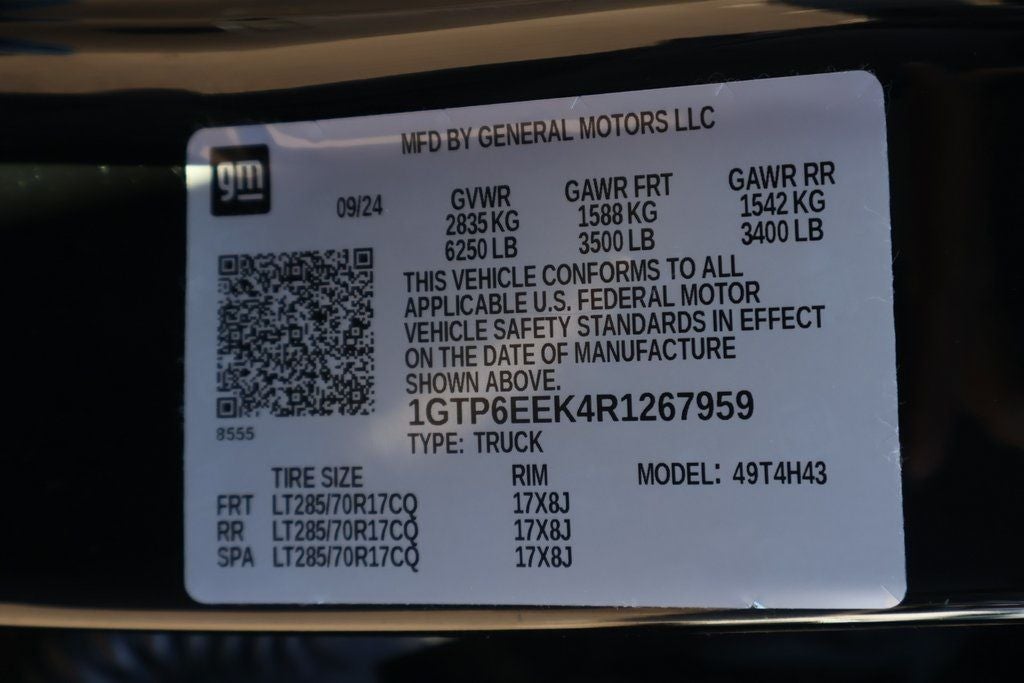 MFD BY GENERAL MOTORS LLC
gm
09/24
GVWR GAWR FRT GAWR RR
2835 KG 1588 KG 1542 KG
6250 LB 3500 LB 3400 LB
THIS VEHICLE CONFORMS TO ALL
APPLICABLE U.S. FEDERAL MOTOR
VEHICLE SAFETY STANDARDS IN EFFECT
ON THE DATE OF MANUFACTURE
SHOWN ABOVE.
1GTP6EEK4R1267959
8555
TYPE: TRUCK
TIRE SIZE RIM MODEL: 49T4H43
FRT LT285/70R17CQ 17X8J
RR LT285/70R17CQ 17X8J
SPA LT285/70R17CQ 17X8J